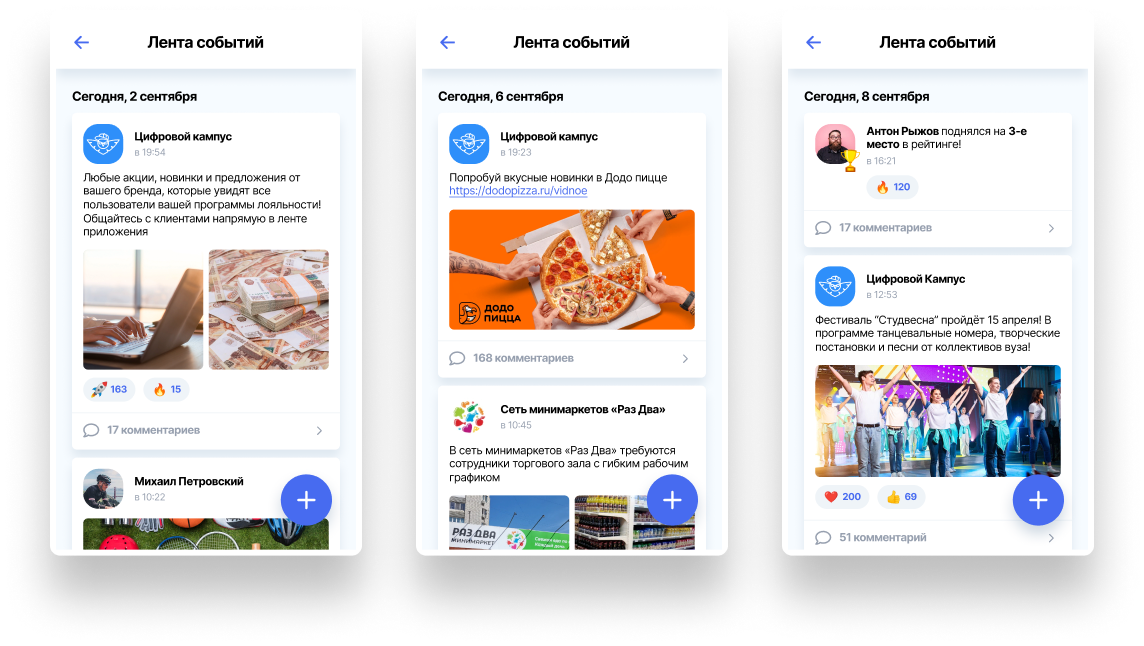 Лента событий
Сегодня, 2 сентября
Цифровой кампус
в 19:54
Любые акции, новинки и предложения от
вашего бренда, которые увидят все
пользователи вашей программы лояльности!
Общайтесь с клиентами напрямую в ленте
приложения
163
15
17 комментариев
Михаил Петровский
в 10:22
Лента событий
Сегодня, 6 сентября
Цифровой кампус
в 19:23
Попробуй вкусные новинки в Додо пицце
https://dodopizza.ru/vidnoe
ДОДО
ПИЦЦА
168 комментариев
Сеть минимаркетов «Раз Два»
в 10:45
В сеть минимаркетов «Раз Два» требуются
сотрудники торгового зала с гибким рабочим
графиком
РАЗ ДВА
МИНИМАРКЕТ
Лента событий
Сегодня, 8 сентября
Антон Рыжов поднялся на 3-е
место в рейтинге!
в 16:21
120
17 комментариев
Цифровой Кампус
в 12:53
Фестиваль “Студвесна” пройдёт 15 апреля! В
программе танцевальные номера, творческие
постановки и песни от коллективов вуза!
200
69
51 комментарий